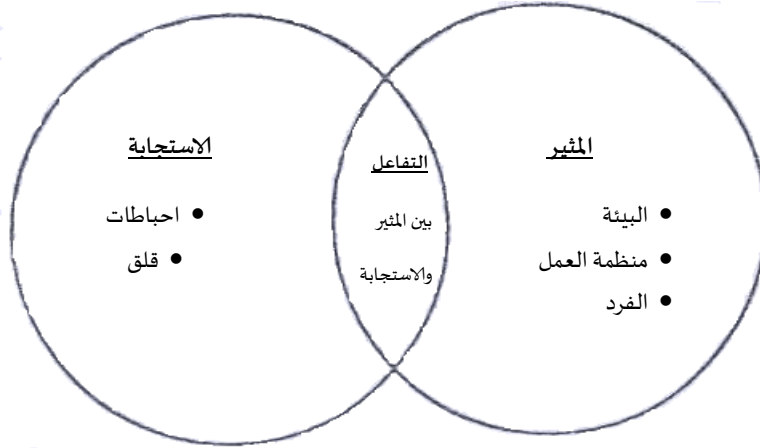 المثير
• البيئة
• منظمة العمل
• الفرد
التفاعل
بين المثير
والاستجابة
الاستجابة
• احباطات
• قلق